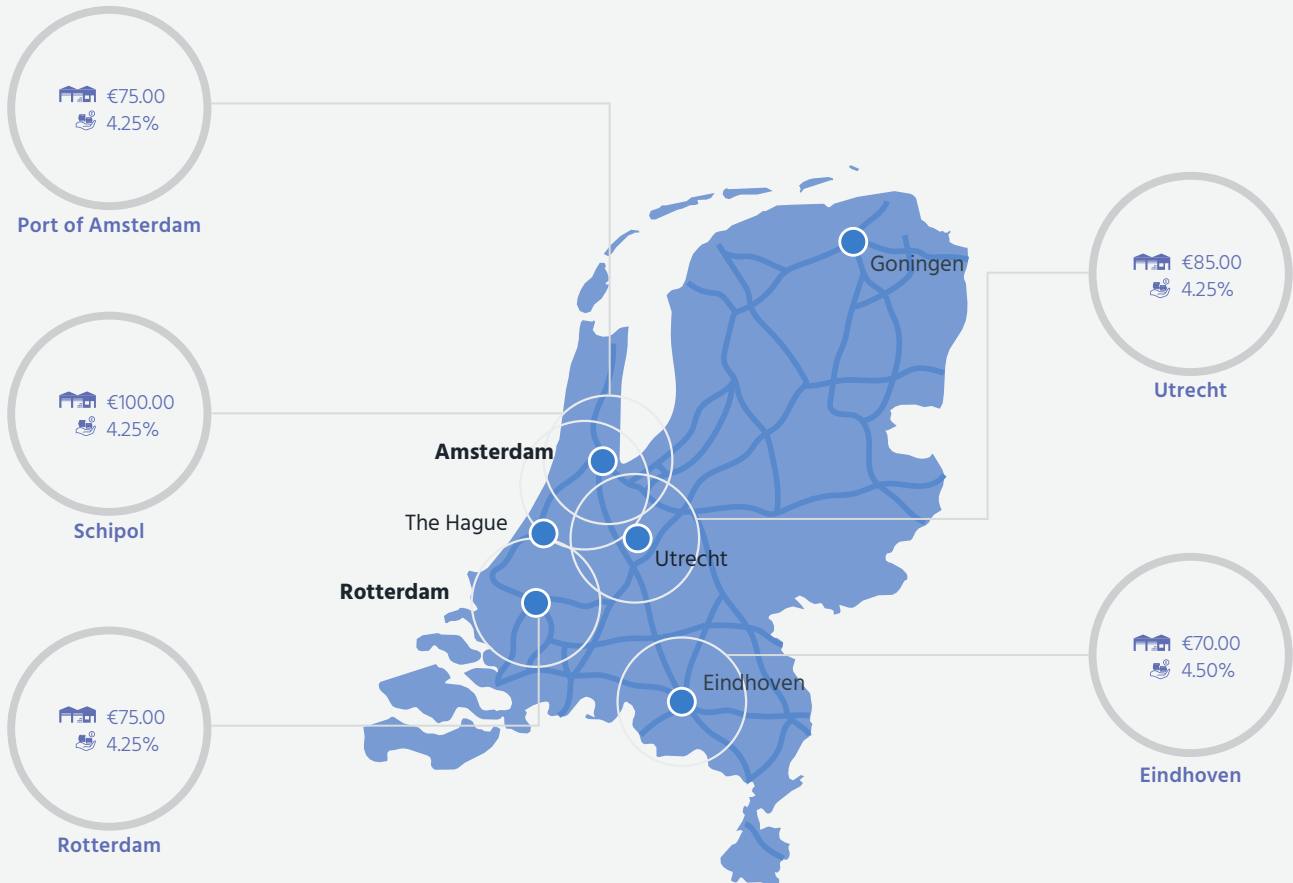 €75.00
4.25%
Port of Amsterdam
€100.00
4.25%
Schipol
€75.00
4.25%
Rotterdam
Goningen
Amsterdam
The Hague
Utrecht
Rotterdam
Eindhoven
€85.00
4.25%
Utrecht
€70.00
4.50%
Eindhoven